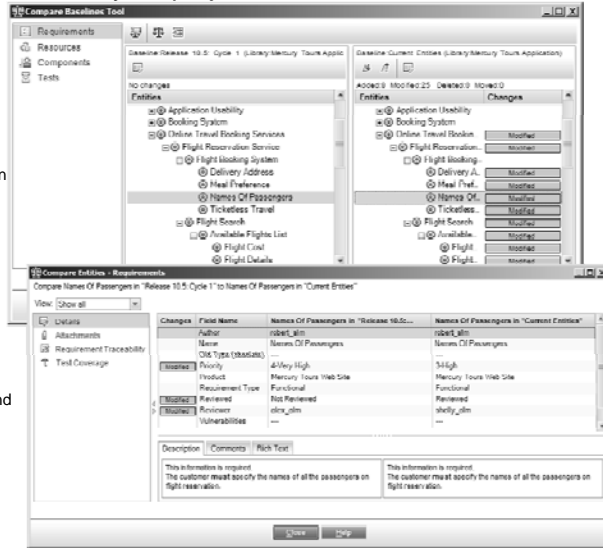 Compare Baselines Tool
Requirements
Resources
Components
Tests
Baseline Release 10.5: Cycle 1 (Library:Mercury Tours Applic
No changes
Entities
Application Usability
Booking System
Online Travel Booking Services
Flight Reservation Service
Flight Booking System
Delivery Address
Meal Preference
Names Of Passengers
Ticketless Travel
Flight Search
Available Flights List
Flight Cost
Flight Details
Baseline Current Entities (Library:Mercury Tours Application)
Added:9 Modified:25 Deleted:9 Moved:0
Entities Changes
Application Usability
Booking System
Online Travel Bookin.. Modified
Flight Reservation.. Modified
Flight Booking.. Modified
Delivery A.. Modified
Meal Pref.. Modified
Names Of.. Modified
Ticketless.. Modified
Flight Search Modified
Available.. Modified
Flight.. Modified
Flight.. Modified
n
nd
Compare Entities - Requirements
Compare Names Of Passengers in "Release 10.5: Cycle 1" to Names Of Passengers in "Current Entities"
View: Show all
Details
Attachments
Requirement Traceability
Test Coverage
Changes Field Name Names Of Passengers in "Release 10.5:... Names Of Passengers in "Current Entities"
Author robert_alm robert_alm
Name Names Of Passengers Names Of Passengers
Old Type (obsolete) --- ---
Modified Priority 4-Very High 3-High
Product Mercury Tours Web Site Mercury Tours Web Site
Requirement Type Functional Functional
Modified Reviewed Not Reviewed Reviewed
Modified Reviewer alex_alm shelly_alm
Vulnerabilities --- ---
Description Comments Rich Text
This information is required.
The customer must specify the names of all the passengers on
flight reservation.
This information is required.
The customer must specify the names of all the passengers on
flight reservation.
Close Help